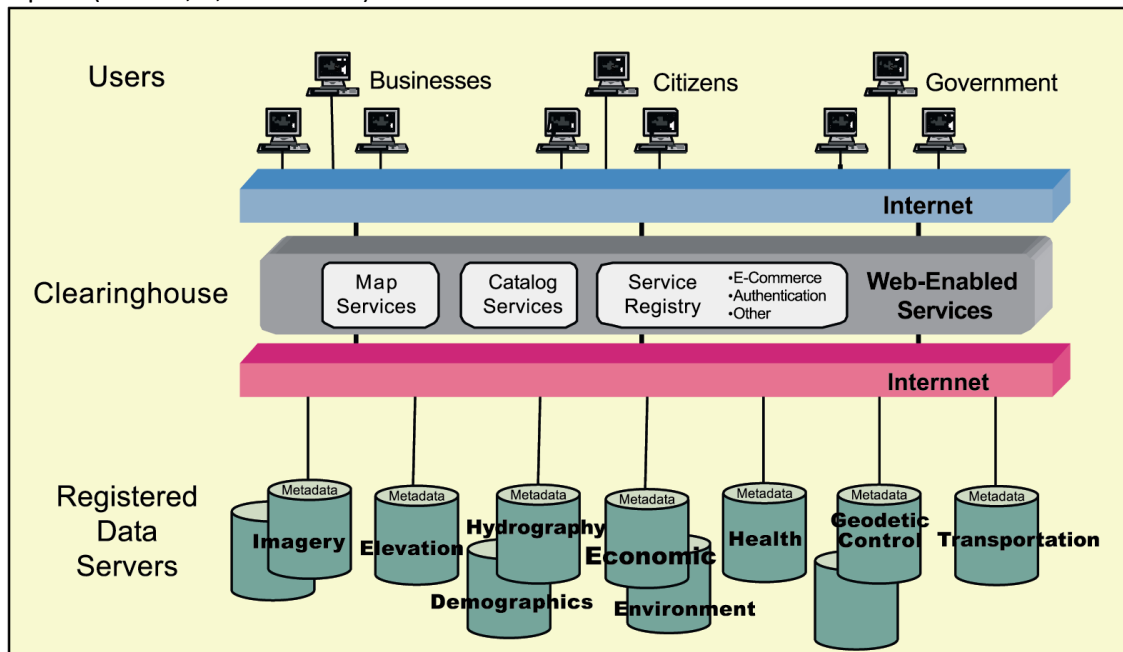 Users
Businesses
Citizens
Government
Internet
Clearinghouse
Map
Services
Catalog
Services
Service
Registry
•E-Commerce
•Authentication
•Other
Web-Enabled
Services
Internnet
Registered
Data
Servers
Metadata
Imagery
Metadata
Elevation
Metadata
Hydrography
Demographics
Metadata
Economic
Environment
Metadata
Health
Metadata
Geodetic
Control
Metadata
Transportation